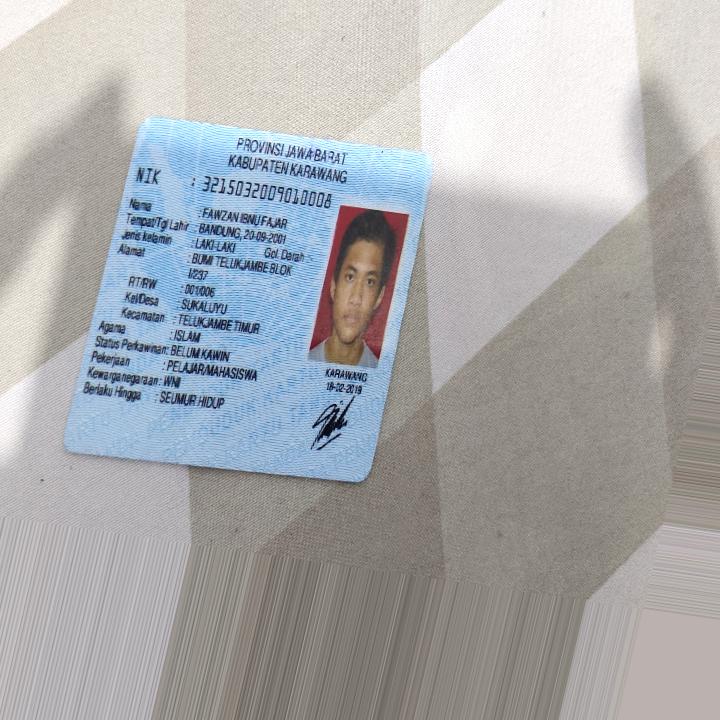 PROVINSI JAWA BARAT
KABUPATEN KARAWANG
NIK : 3215032009010008
Nama : FAWZAN IBNU FAJAR
Tempat/Tgl Lahir : BANDUNG, 20-09-2001
Jenis kelamin : LAKI-LAKI Gol. Darah :-
Alamat : BUMI TELUKJAMBE BLOK
I/237
RT/RW : 001/006
Kel/Desa : SUKALUYU
Kecamatan : TELUKJAMBE TIMUR
Agama : ISLAM
Status Perkawinan: BELUM KAWIN
Pekerjaan : PELAJAR/MAHASISWA
Kewarganegaraan: WNI
Berlaku Hingga : SEUMUR HIDUP
KARAWANG
18-02-2019